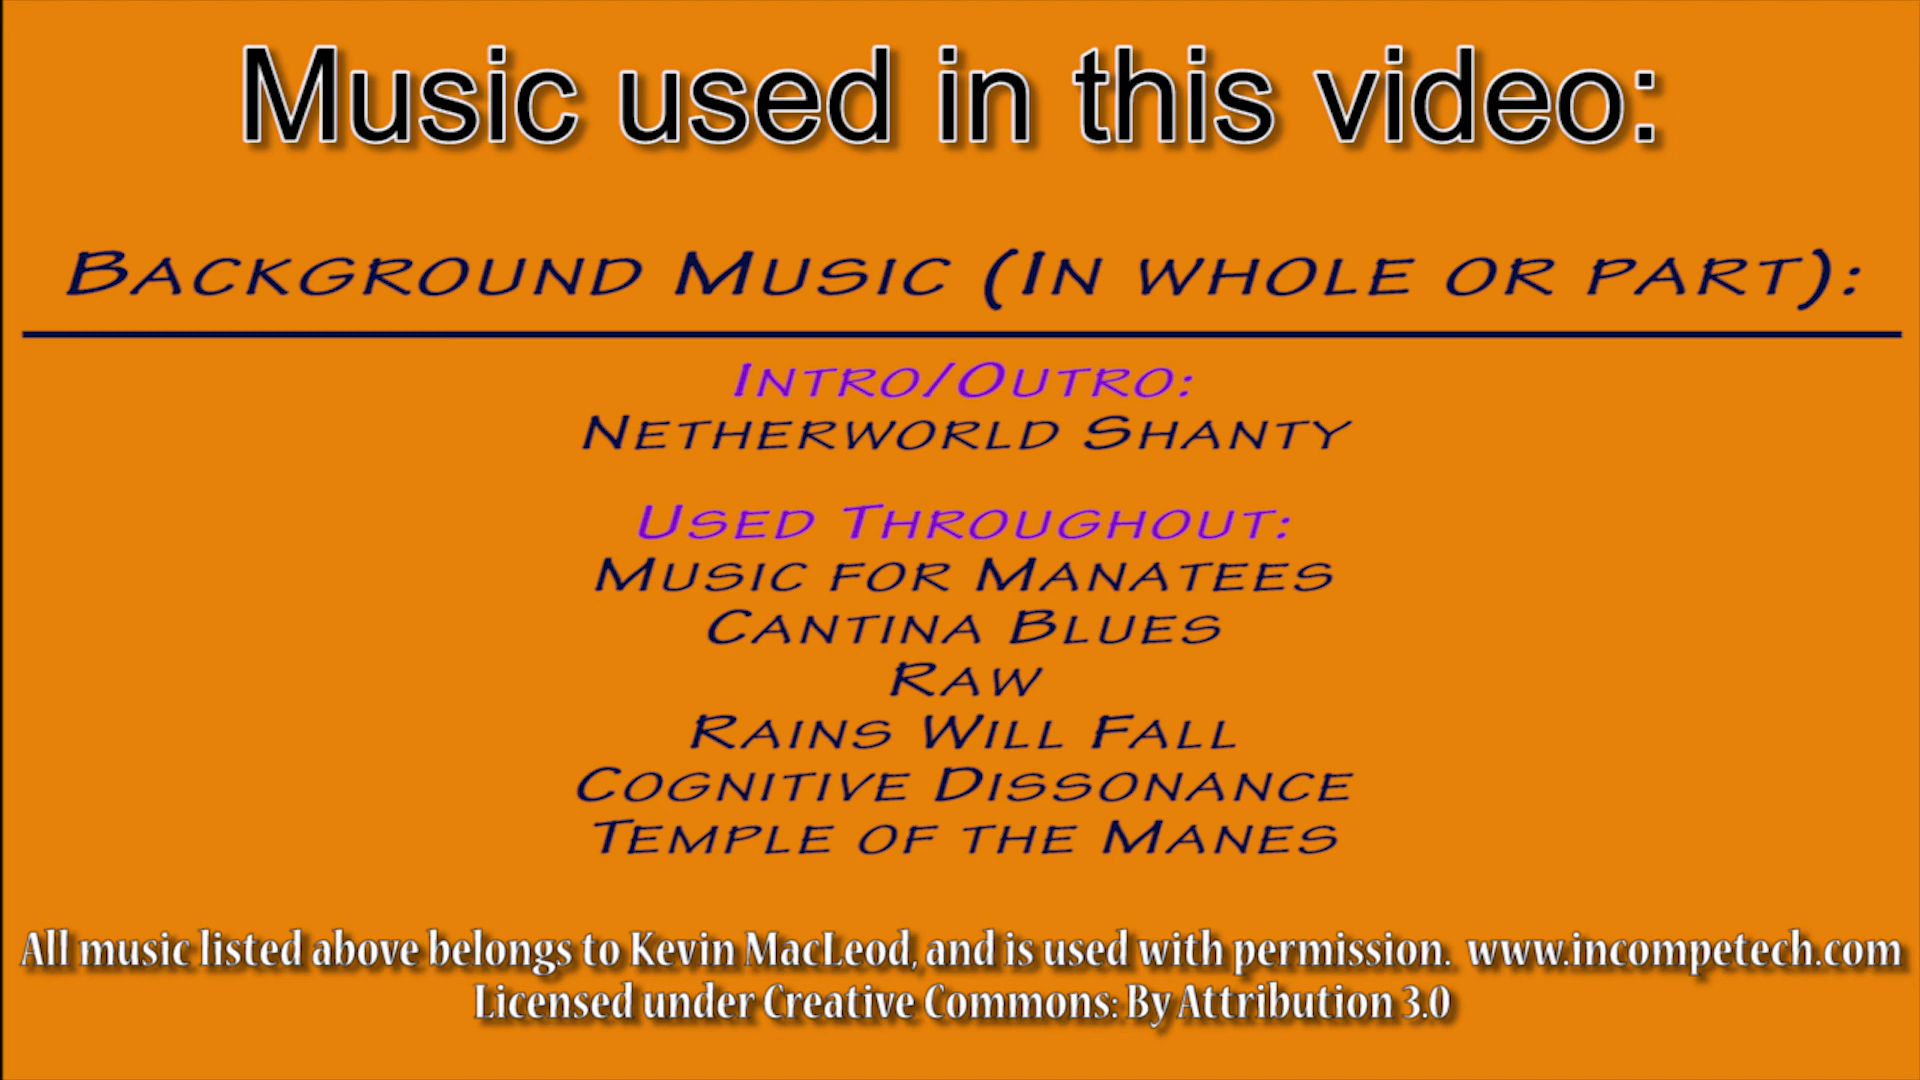 Music used in this video:
Background Music (In whole or part):
Intro/Outro:
Netherworld Shanty
Used Throughout:
Music for Manatees
Cantina Blues
Raw
Rains Will Fall
Cognitive Dissonance
Temple of the Manes
All music listed above belongs to Kevin MacLeod, and is used with permission. www.incompetech.com
Licensed under Creative Commons: By Attribution 3.0